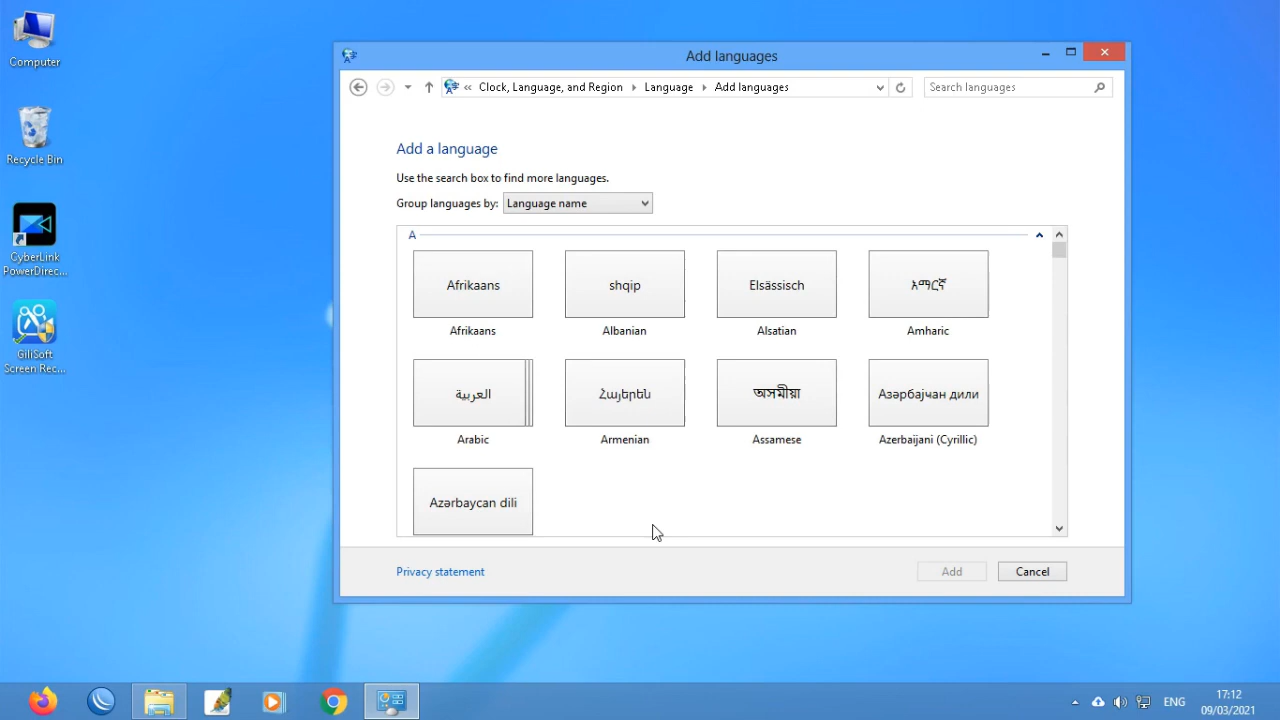 Computer
Recycle Bin
CyberLink
PowerDirec...
GiliSoft
Screen Rec...
Add languages
« Clock, Language, and Region ▸ Language ▸ Add languages
Search languages
Add a language
Use the search box to find more languages.
Group languages by: Language name
A
Afrikaans shqip Elsässisch አማርኛ
Afrikaans Albanian Alsatian Amharic
العربية Հայերեն অসমীয়া Азәрбајҹан дили
Arabic Armenian Assamese Azerbaijani (Cyrillic)
Azərbaycan dili
Privacy statement
Add Cancel
ENG
17:12
09/03/2021